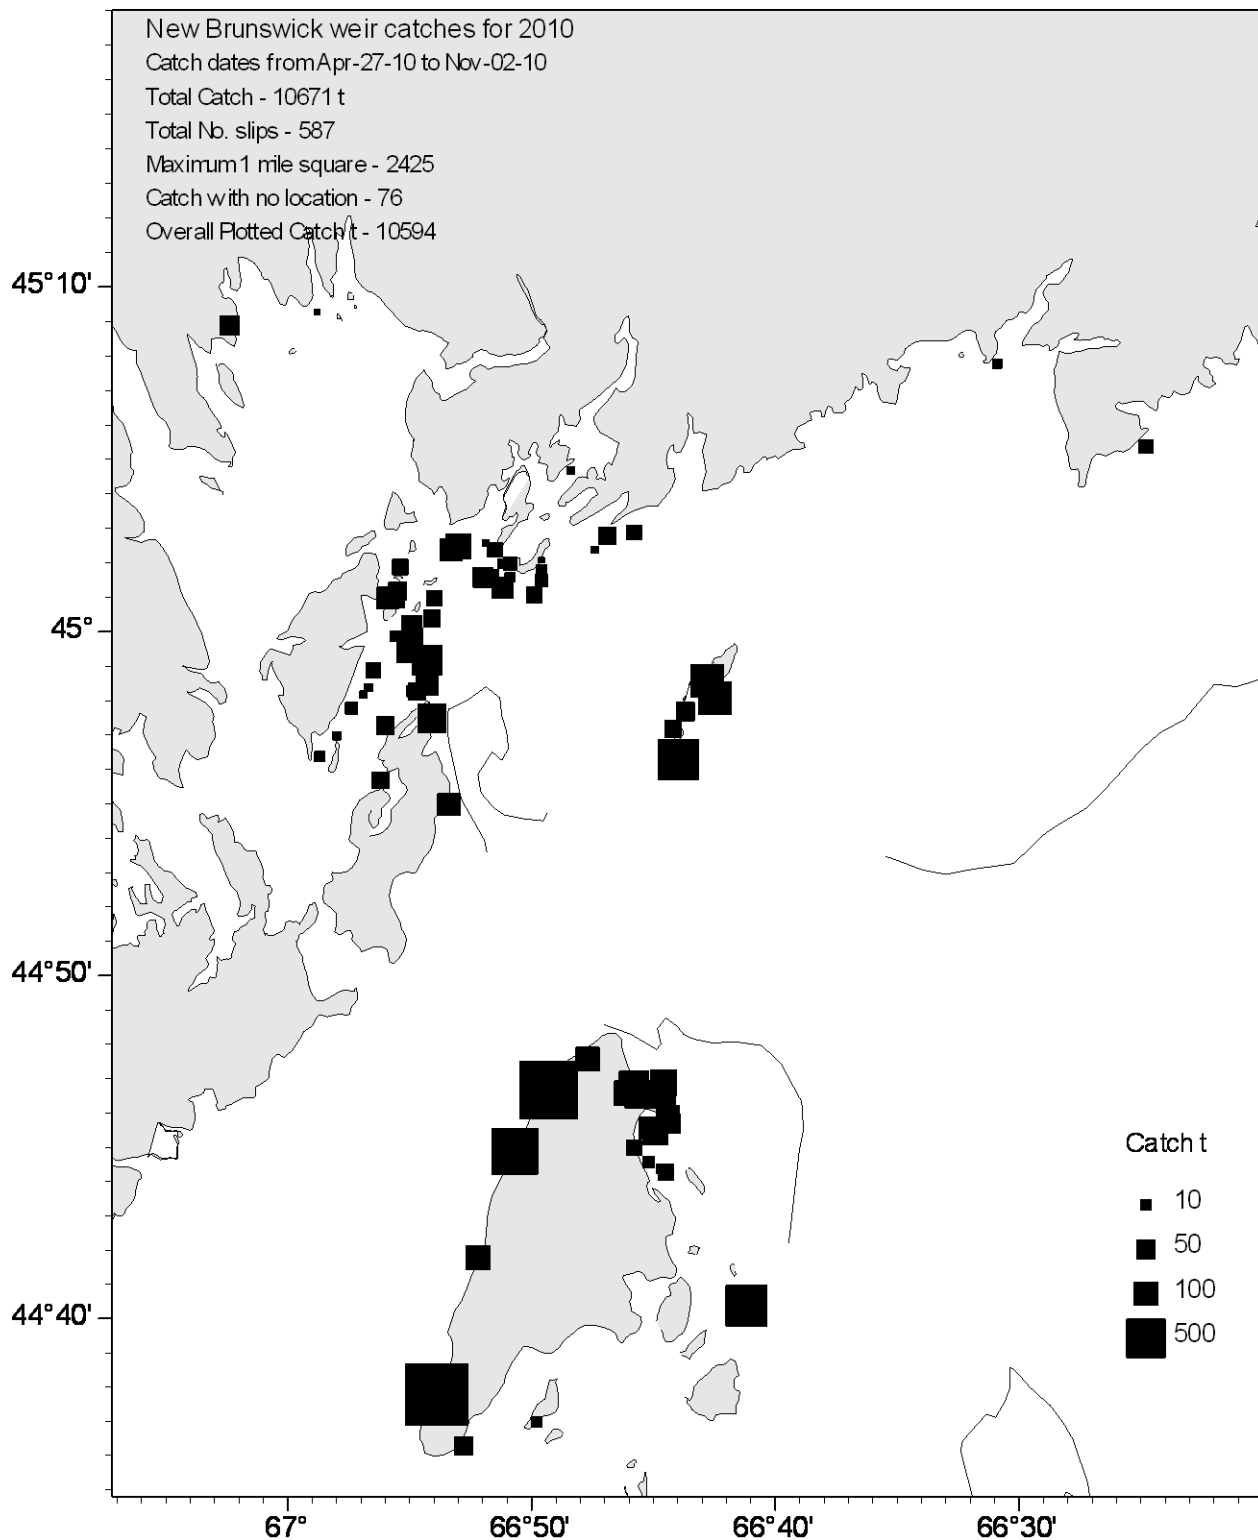 New Brunswick weir catches for 2010
Catch dates from Apr-27-10 to Nov-02-10
Total Catch - 10671 t
Total No. slips - 587
Maximum 1 mile square - 2425
Catch with no location - 76
Overall Plotted Catch t - 10594
45°10'
45°
44°50'
44°40'
Catch t
10
50
100
500
67°
66°50'
66°40'
66°30'